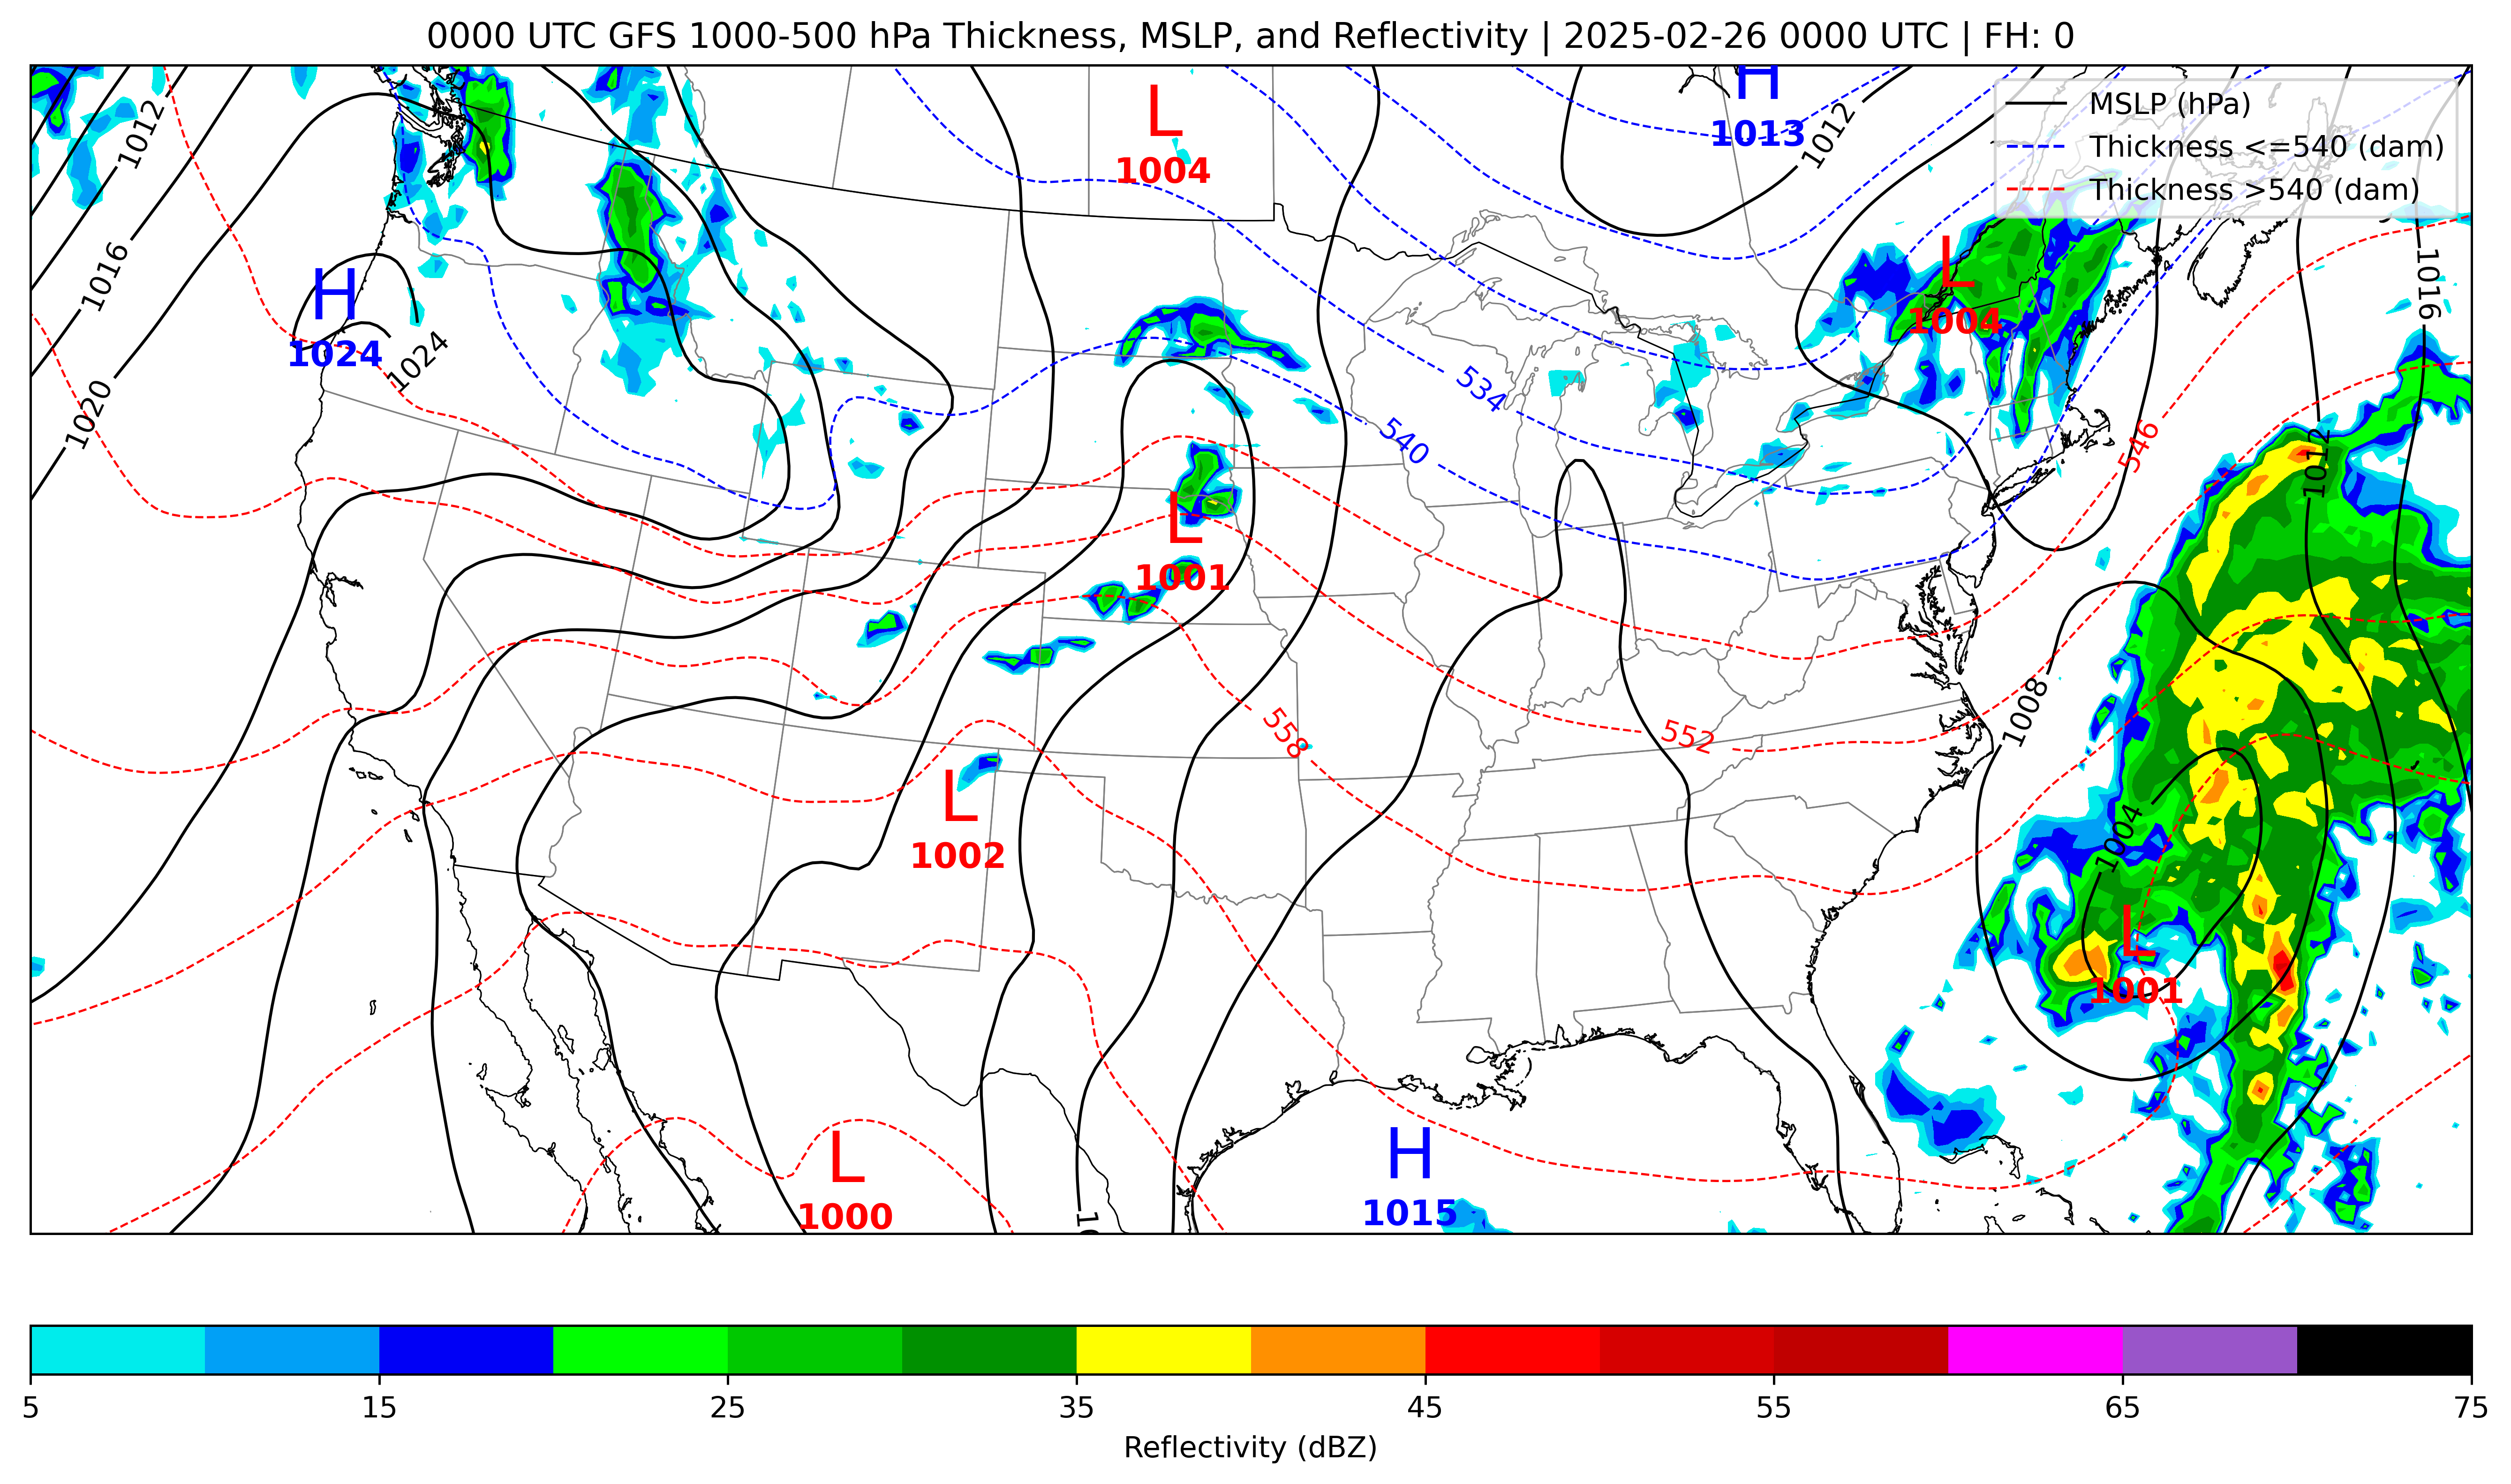 0000 UTC GFS 1000-500 hPa Thickness, MSLP, and Reflectivity | 2025-02-26 0000 UTC | FH: 0
MSLP (hPa)
Thickness <=540 (dam)
Thickness >540 (dam)
H
1013
L
1004
1012
1012
1016
1016
L
1004
H
1024
1024
1020
534
540
546
1012
L
1001
1008
558
552
L
1002
1004
L
1001
H
1015
L
1000
5
15
25
35
45
55
65
75
Reflectivity (dBZ)